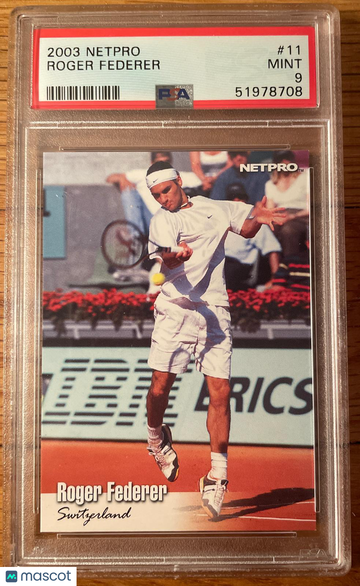 2003 NETPRO #11
ROGER FEDERER MINT
9
PSA 51978708
NETPRO
IBM ERICS
Roger Federer
Switzerland
mascot